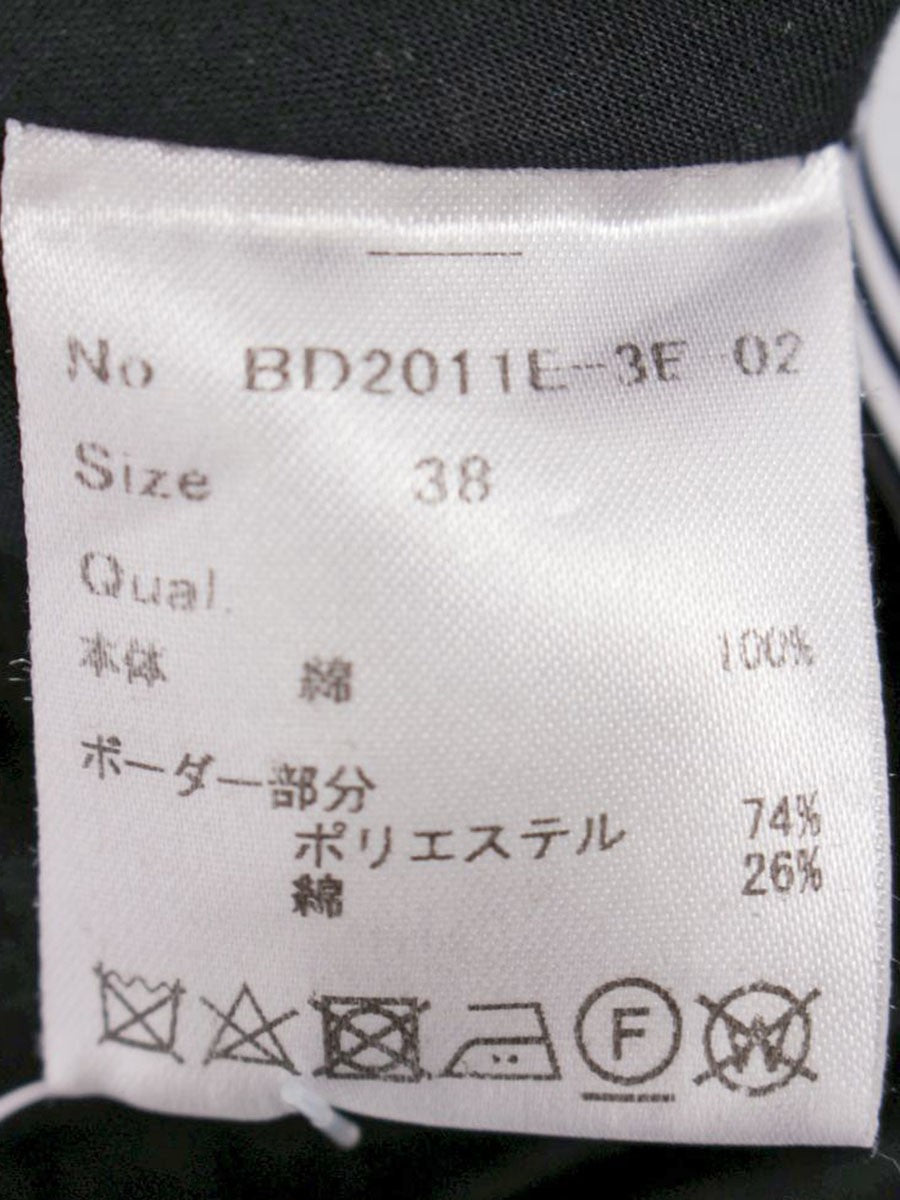 No BD2011E-3E 02
Size 38
Qual.
本体 綿 100%
ボーダー部分
ポリエステル 74%
綿 26%
F W